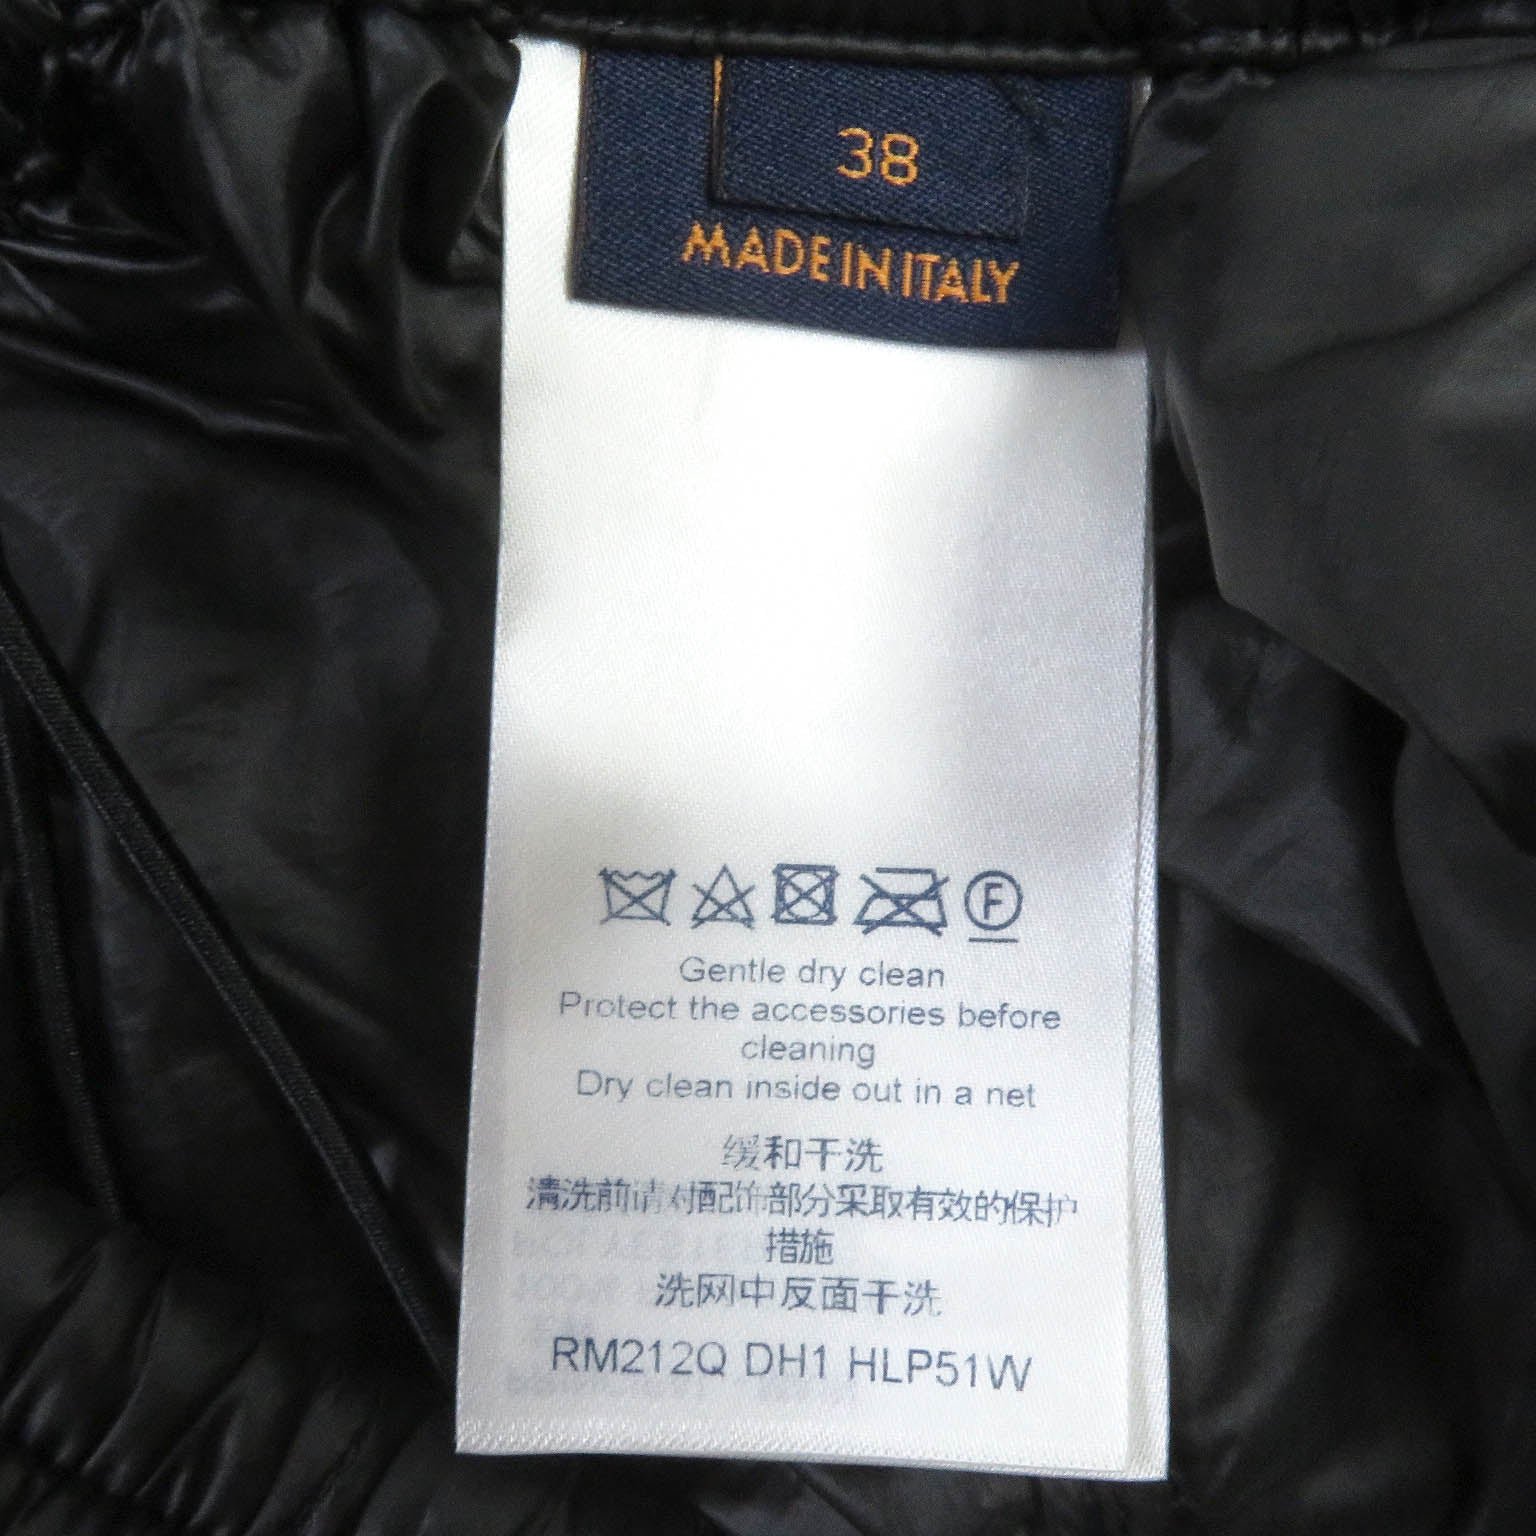 38
MADE IN ITALY
F
Gentle dry clean
Protect the accessories before
cleaning
Dry clean inside out in a net
缓和干洗
清洗前请对配饰部分采取有效的保护
措施
洗网中反面干洗
RM212Q DH1 HLP51W